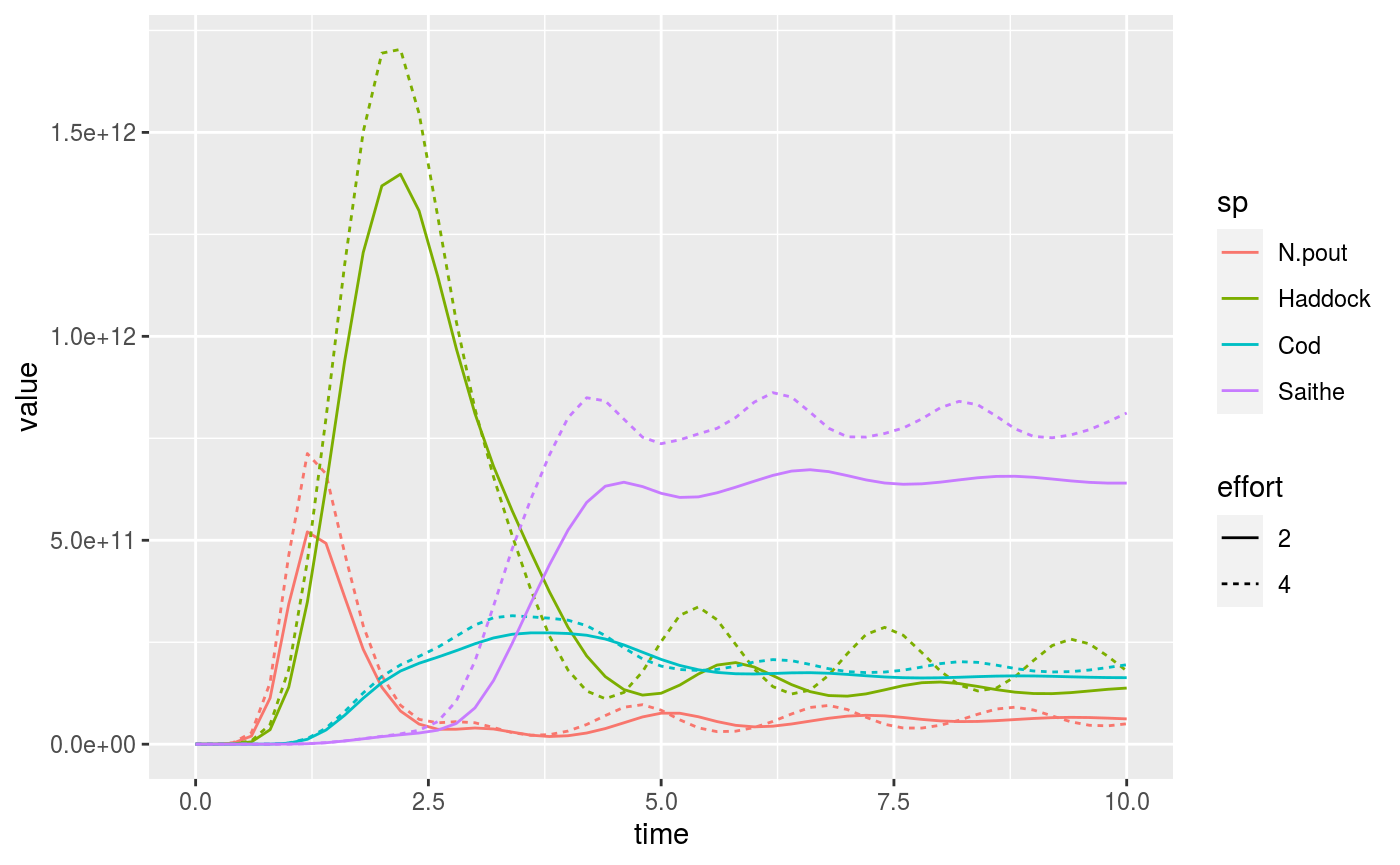 value
1.5e+12
1.0e+12
5.0e+11
0.0e+00
0.0 2.5 5.0 7.5 10.0
time
sp
N.pout
Haddock
Cod
Saithe
effort
2
4